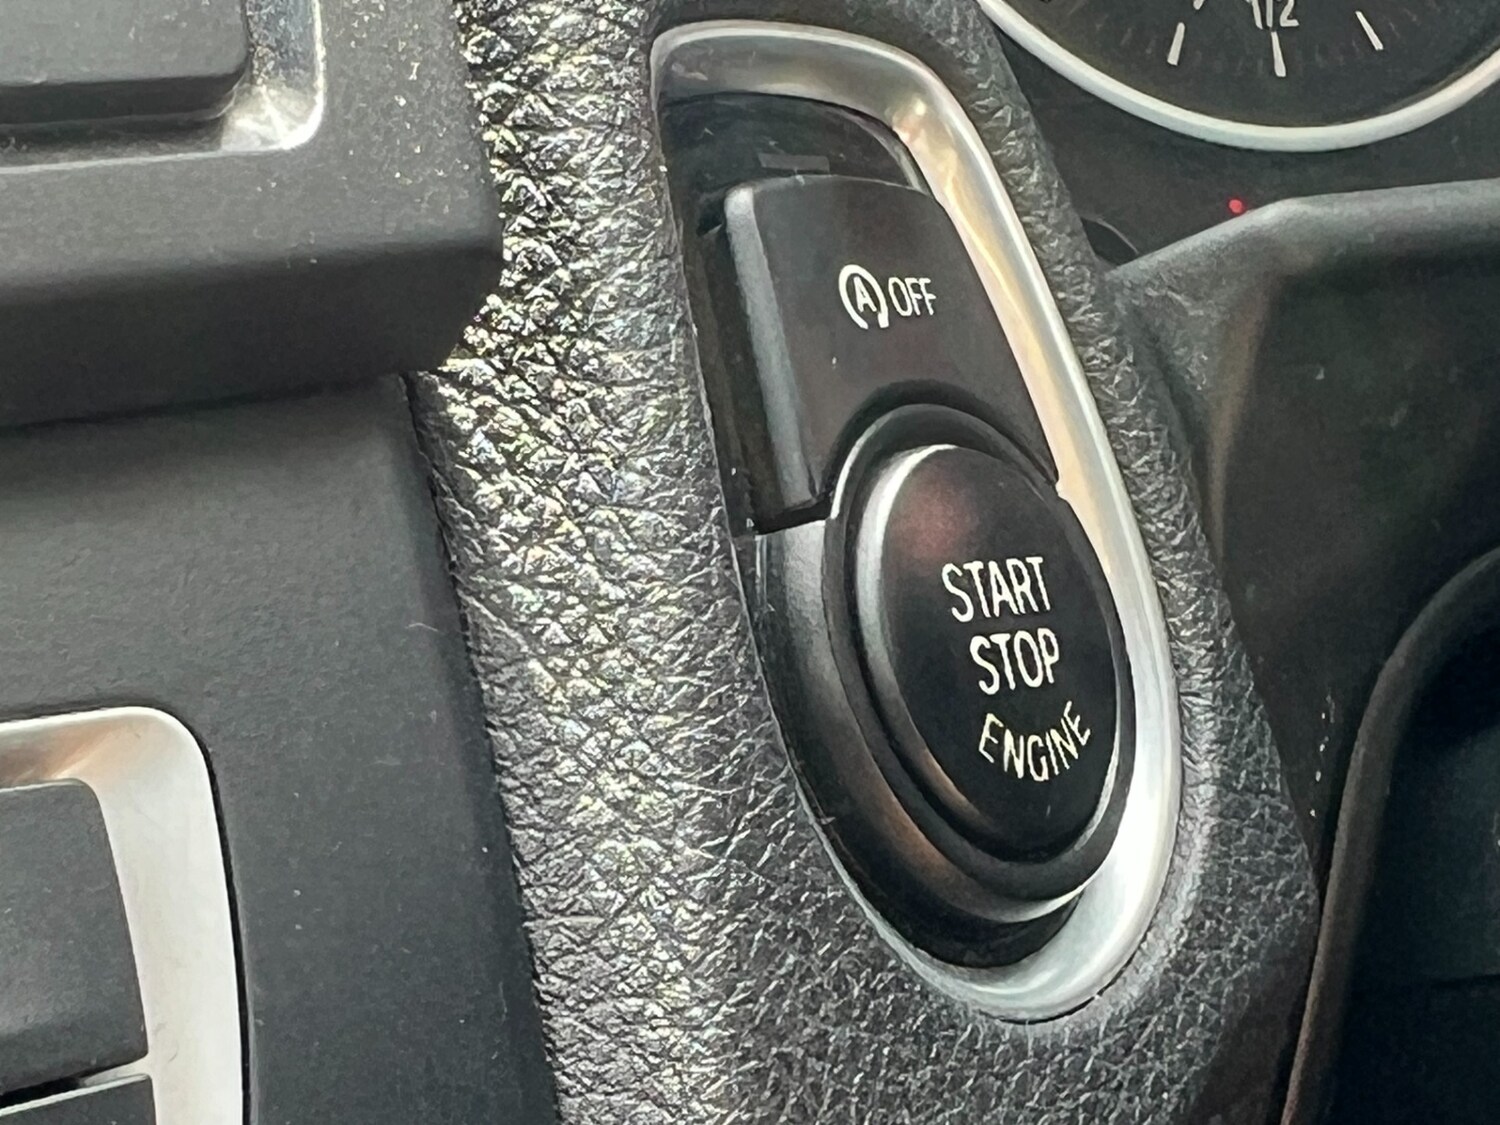 1/2
A OFF
START
STOP
ENGINE